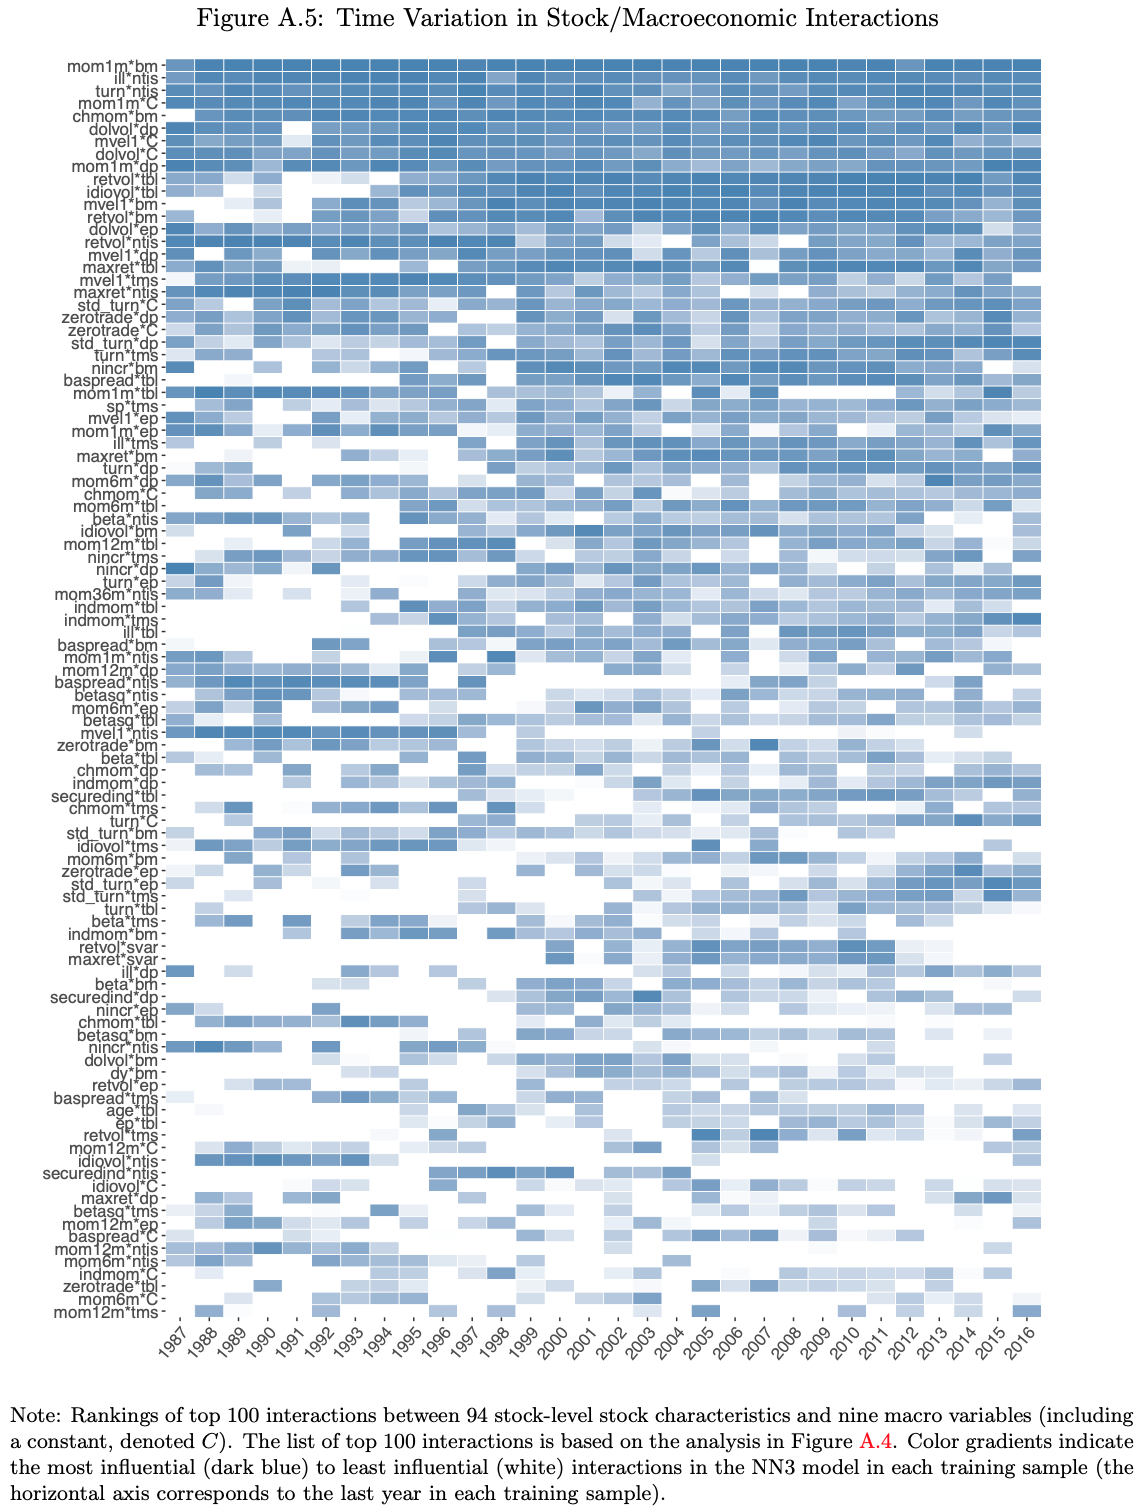 Figure A.5: Time Variation in Stock/Macroeconomic Interactions
mom1m*bm
ill*ntis
turn*ntis
mom1m*C
chmom*bm
dolvol*dp
mvel1*C
dolvol*C
mom1m*dp
retvol*tbl
idiovol*tbl
mvel1*bm
retvol*bm
dolvol*ep
retvol*ntis
mvel1*dp
maxret*tbl
mvel1*tms
maxret*ntis
std_turn*C
zerotrade*dp
zerotrade*C
std_turn*dp
turn*tms
nincr*bm
baspread*tbl
mom1m*tbl
sp*tms
mvel1*ep
mom1m*ep
ill*tms
maxret*bm
turn*dp
mom6m*dp
chmom*C
mom6m*tbl
beta*ntis
idiovol*bm
mom12m*tbl
nincr*tms
nincr*dp
turn*ep
mom36m*ntis
indmom*tbl
indmom*tms
ill*tbl
baspread*bm
mom1m*ntis
mom12m*dp
baspread*ntis
betasq*ntis
mom6m*ep
betasq*tbl
mvel1*ntis
zerotrade*bm
beta*tbl
chmom*dp
indmom*dp
securedind*tbl
chmom*tms
turn*C
std_turn*bm
idiovol*tms
mom6m*bm
zerotrade*ep
std_turn*ep
std_turn*tms
turn*tbl
beta*tms
indmom*bm
retvol*svar
maxret*svar
ill*dp
beta*bm
securedind*dp
nincr*ep
chmom*tbl
betasq*bm
nincr*ntis
dolvol*bm
dy*bm
retvol*ep
baspread*tms
age*tbl
ep*tbl
retvol*tms
mom12m*C
idiovol*ntis
securedind*ntis
idiovol*C
maxret*dp
betasq*tms
mom12m*ep
baspread*C
mom12m*ntis
mom6m*ntis
indmom*C
zerotrade*tbl
mom6m*C
mom12m*tms
1987 1988 1989 1990 1991 1992 1993 1994 1995 1996 1997 1998 1999 2000 2001 2002 2003 2004 2005 2006 2007 2008 2009 2010 2011 2012 2013 2014 2015 2016
Note: Rankings of top 100 interactions between 94 stock-level stock characteristics and nine macro variables (including
a constant, denoted C). The list of top 100 interactions is based on the analysis in Figure A.4. Color gradients indicate
the most influential (dark blue) to least influential (white) interactions in the NN3 model in each training sample (the
horizontal axis corresponds to the last year in each training sample).